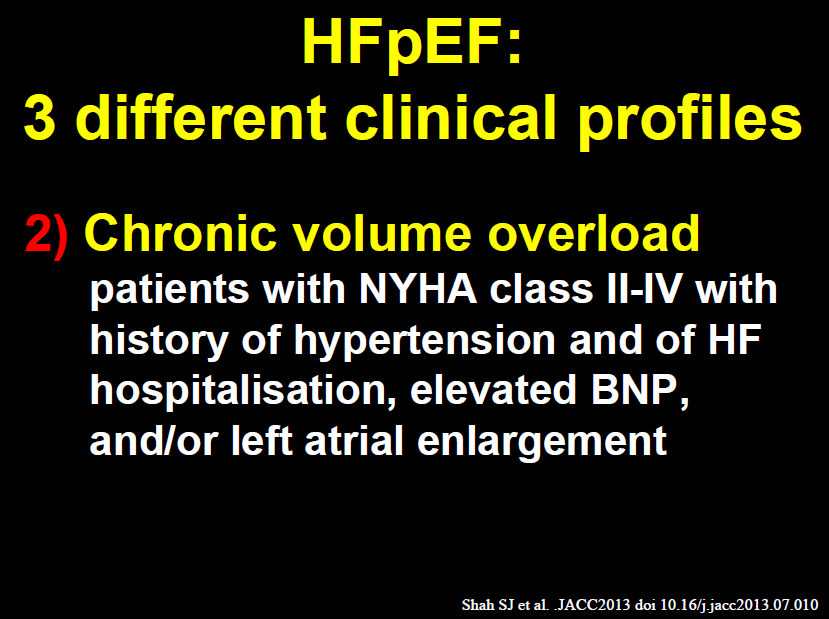 HFpEF:
3 different clinical profiles
2) Chronic volume overload
patients with NYHA class II-IV with
history of hypertension and of HF
hospitalisation, elevated BNP,
and/or left atrial enlargement
Shah SJ et al. .JACC2013 doi 10.16/j.jacc2013.07.010